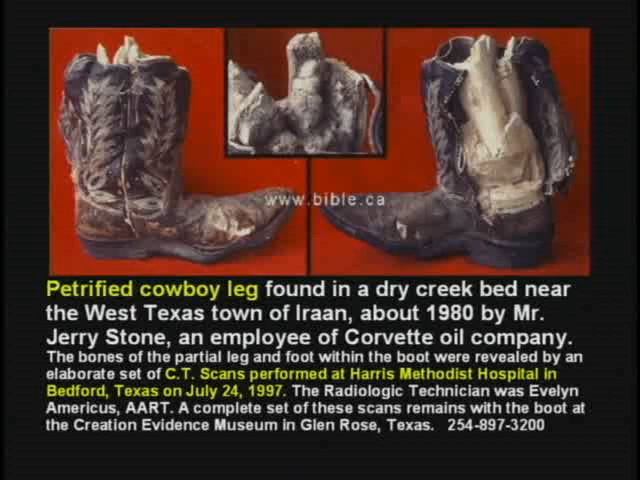 www.bible.ca
Petrified cowboy leg found in a dry creek bed near
the West Texas town of Iraan, about 1980 by Mr.
Jerry Stone, an employee of Corvette oil company.
The bones of the partial leg and foot within the boot were revealed by an
elaborate set of C.T. Scans performed at Harris Methodist Hospital in
Bedford, Texas on July 24, 1997. The Radiologic Technician was Evelyn
Americus, AART. A complete set of these scans remains with the boot at
the Creation Evidence Museum in Glen Rose, Texas. 254-897-3200